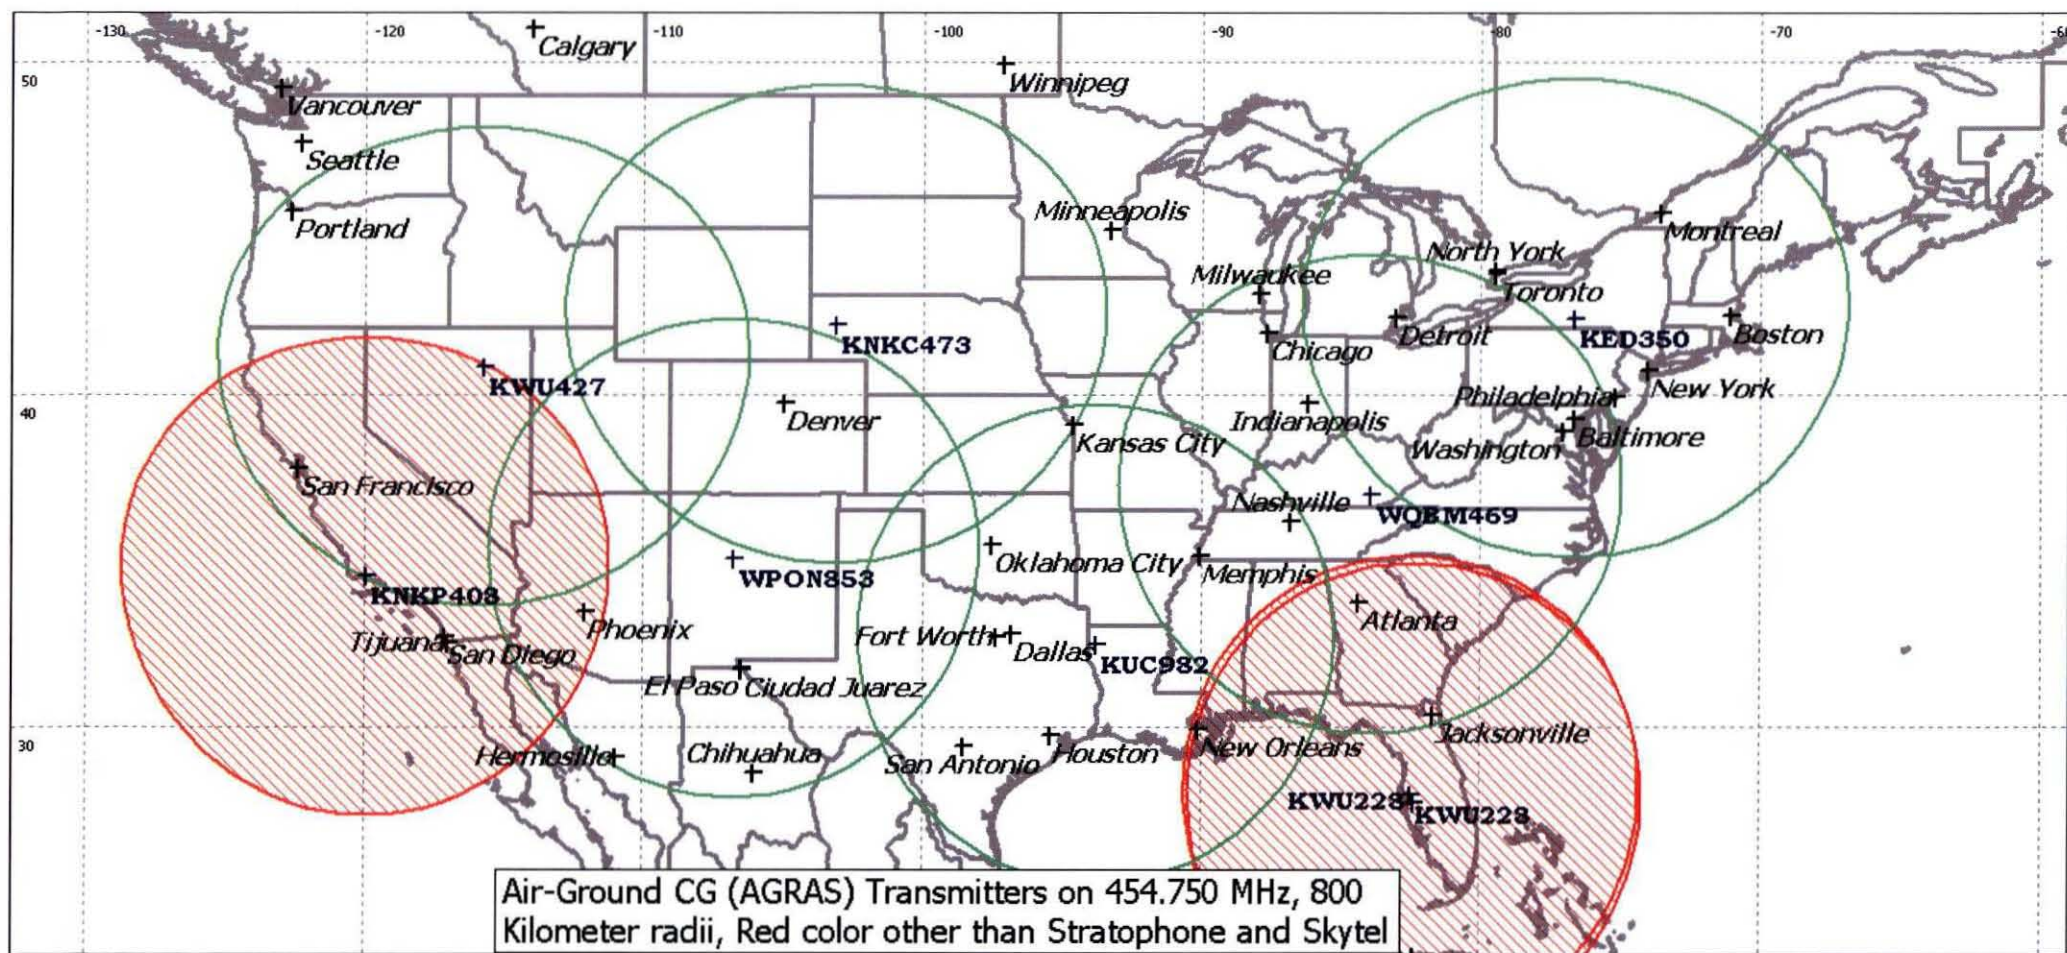 -130 -120 -110 -100 -90 -80 -70
Calgary
50
Winnipeg
Vancouver
Seattle
Portland
Minneapolis
Montreal
North York
Milwaukee
Toronto
KNKC473
Detroit
KED350
Boston
Chicago
KWU427
New York
40
Denver
Philadelphia
Indianapolis
Kansas City
Washington
Baltimore
San Francisco
Nashville
WQBM469
Oklahoma City
WPON853
Memphis
KNKP408
Phoenix
Atlanta
Tijuana
San Diego
Fort Worth
Dallas
KUC982
El Paso
Ciudad Juarez
Jacksonville
30
Hermosillo
Chihuahua
San Antonio
Houston
New Orleans
KWU228
KWU228
Air-Ground CG (AGRAS) Transmitters on 454.750 MHz, 800
Kilometer radii, Red color other than Stratophone and Skytel